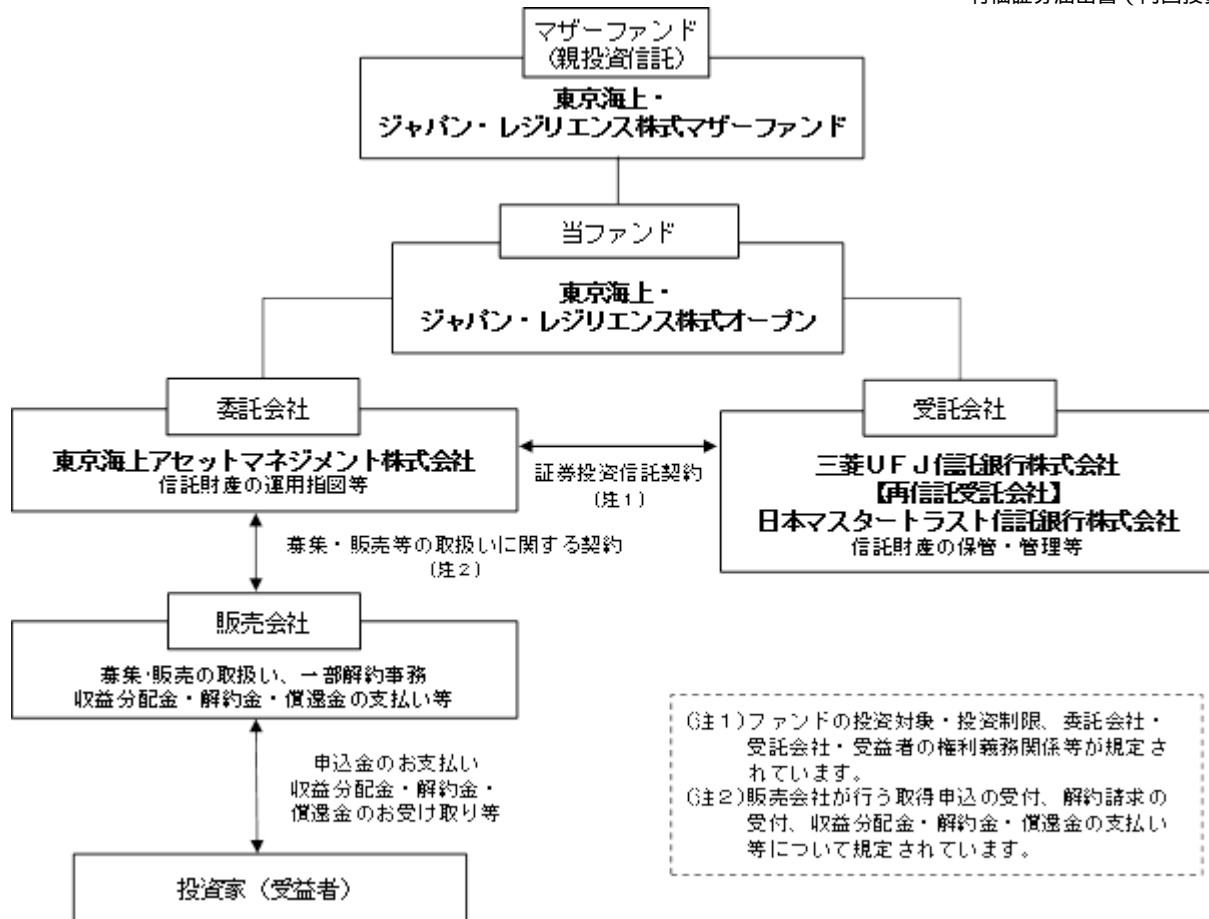 マザーファンド
(親投資信託)
東京海上・
ジャパン・レジリエンス株式マザーファンド
当ファンド
東京海上・
ジャパン・レジリエンス株式オープン
委託会社
東京海上アセットマネジメント株式会社
信託財産の運用指図等
証券投資信託契約
(注1)
受託会社
三菱UFJ信託銀行株式会社
【再信託受託会社】
日本マスタートラスト信託銀行株式会社
信託財産の保管・管理等
募集・販売等の取扱いに関する契約
(注2)
販売会社
募集・販売の取扱い、一部解約事務
収益分配金・解約金・償還金の支払い等
申込金のお支払い
収益分配金・解約金・
償還金のお受け取り等
投資家(受益者)
(注1)ファンドの投資対象・投資制限、委託会社・
受託会社・受益者の権利義務関係等が規定さ
れています。
(注2)販売会社が行う取得申込の受付、解約請求の
受付、収益分配金・解約金・償還金の支払い
等について規定されています。